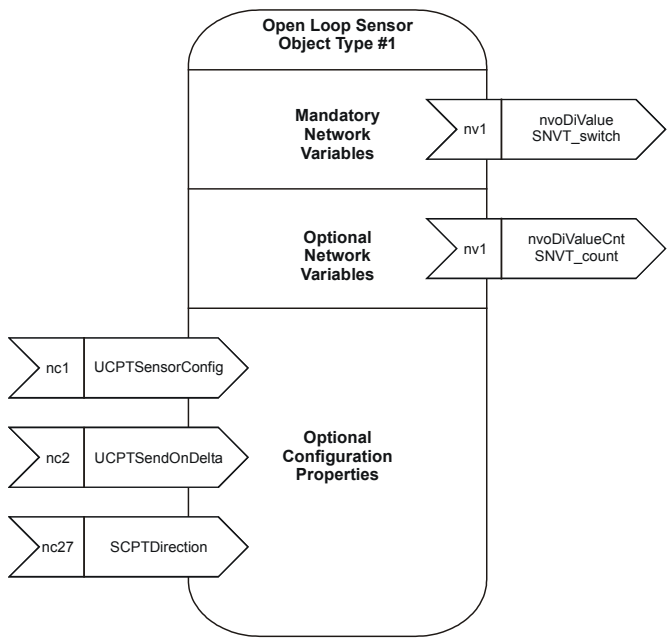 Open Loop Sensor
Object Type #1
Mandatory
Network
Variables
nv1
nvoDiValue
SNVT_switch
Optional
Network
Variables
nv1
nvoDiValueCnt
SNVT_count
nc1
UCPTSensorConfig
nc2
UCPTSendOnDelta
nc27
SCPTDirection
Optional
Configuration
Properties